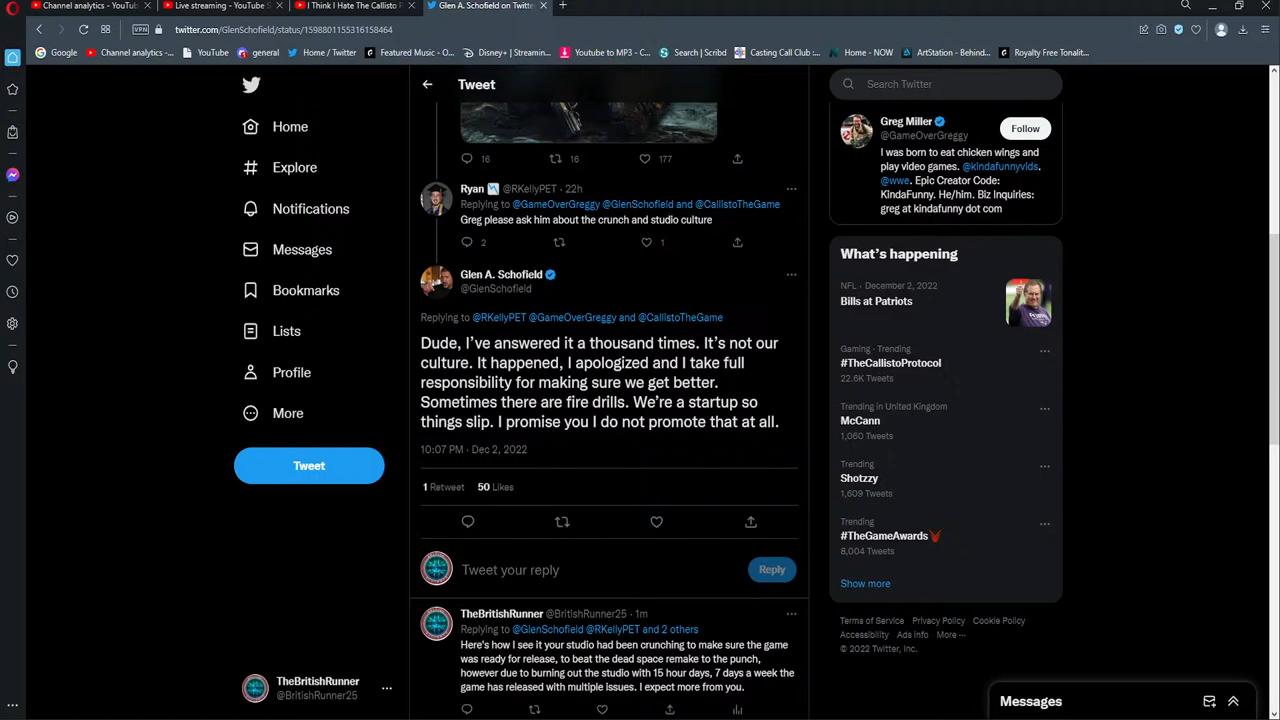 Channel analytics - YouTub
Live streaming - YouTube S
I Think I Hate The Callisto P
Glen A. Schofield on Twitter
VPN
twitter.com/GlenSchofield/status/1598801155316158464
Google
Channel analytics -...
YouTube
general
Home / Twitter
Featured Music - O...
Disney+ | Streamin...
Youtube to MP3 - C...
Search | Scribd
Casting Call Club :...
Home - NOW
ArtStation - Behind...
Royalty Free Tonalit...
Home
Explore
Notifications
Messages
Bookmarks
Lists
Profile
More
Tweet
TheBritishRunner
@BritishRunner25
Tweet
16
16
177
Ryan @RKellyPET · 22h
Replying to @GameOverGreggy @GlenSchofield and @CallistoTheGame
Greg please ask him about the crunch and studio culture
2
1
Glen A. Schofield
@GlenSchofield
Replying to @RKellyPET @GameOverGreggy and @CallistoTheGame
Dude, I've answered it a thousand times. It's not our
culture. It happened, I apologized and I take full
responsibility for making sure we get better.
Sometimes there are fire drills. We're a startup so
things slip. I promise you I do not promote that at all.
10:07 PM · Dec 2, 2022
1 Retweet 50 Likes
Tweet your reply
Reply
TheBritishRunner @BritishRunner25 · 1m
Replying to @GlenSchofield @RKellyPET and 2 others
Here's how I see it your studio had been crunching to make sure the game
was ready for release, to beat the dead space remake to the punch,
however due to burning out the studio with 15 hour days, 7 days a week the
game has released with multiple issues. I expect more from you.
Search Twitter
Greg Miller
@GameOverGreggy
Follow
I was born to eat chicken wings and
play video games. @kindafunnyvids.
@wwe. Epic Creator Code:
KindaFunny. He/him. Biz Inquiries:
greg at kindafunny dot com
What's happening
NFL · December 2, 2022
Bills at Patriots
Gaming · Trending
#TheCallistoProtocol
22.6K Tweets
Trending in United Kingdom
McCann
1,060 Tweets
Trending
Shotzzy
1,609 Tweets
Trending
#TheGameAwards
8,004 Tweets
Show more
Terms of Service Privacy Policy Cookie Policy
Accessibility Ads info More ...
© 2022 Twitter, Inc.
Messages